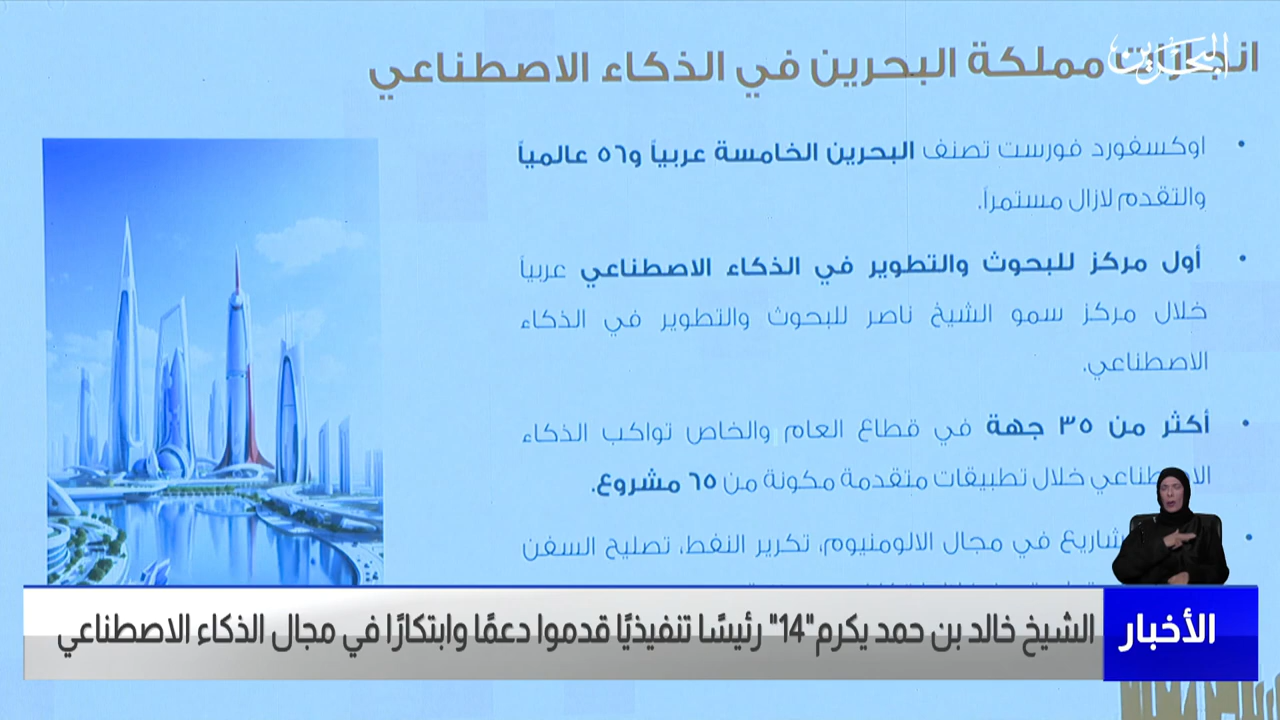 مملكة البحرين في الذكاء الاصطناعي
البحرين
• اوكسفورد فورست تصنف البحرين الخامسة عربياً و٥٦ عالمياً
والتقدم لازال مستمراً.
• أول مركز للبحوث والتطوير في الذكاء الاصطناعي عربياً
خلال مركز سمو الشيخ ناصر للبحوث والتطوير في الذكاء
الاصطناعي.
• أكثر من ٣٥ جهة في قطاع العام والخاص تواكب الذكاء
الاصطناعي خلال تطبيقات متقدمة مكونة من ٦٥ مشروع.
• في مجال الالومنيوم، تكرير النفط، تصليح السفن
الأخبار
الشيخ خالد بن حمد يكرم "14" رئيسًا تنفيذيًا قدموا دعمًا وابتكارًا في مجال الذكاء الاصطناعي